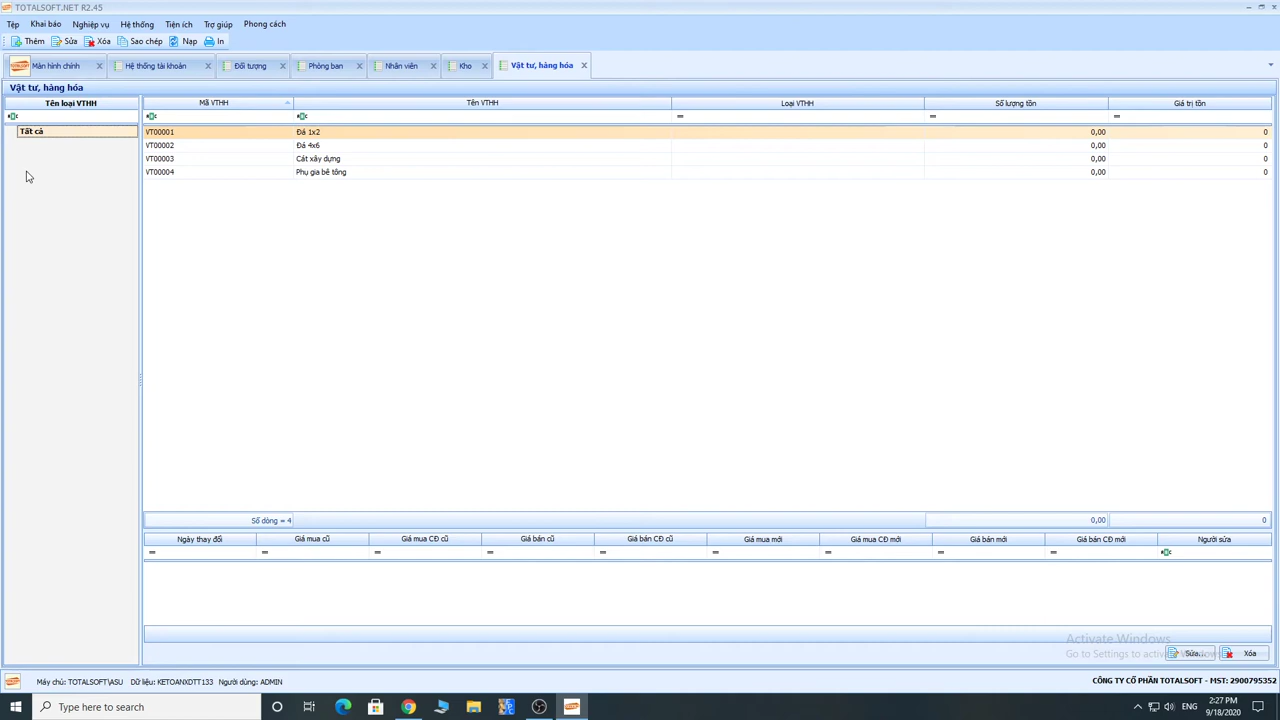 TOTALSOFT.NET R2.45
Tệp Khai báo Nghiệp vụ Hệ thống Tiện ích Trợ giúp Phong cách
Thêm Sửa Xóa Sao chép Nạp In
Màn hình chính Hệ thống tài khoản Đối tượng Phòng ban Nhân viên Kho Vật tư, hàng hóa
Vật tư, hàng hóa
Tên loại VTHH Mã VTHH Tên VTHH Loại VTHH Số lượng tồn Giá trị tồn
Tất cả VT00001 Đá 1x2 0,00 0
VT00002 Đá 4x6 0,00 0
VT00003 Cát xây dựng 0,00 0
VT00004 Phụ gia bê tông 0,00 0
Số dòng = 4 0,00 0
Ngày thay đổi Giá mua cũ Giá mua CĐ cũ Giá bán cũ Giá bán CĐ cũ Giá mua mới Giá mua CĐ mới Giá bán mới Giá bán CĐ mới Người sửa
Activate Windows
Go to Settings to activate Windows.
Sửa... Xóa
Máy chủ: TOTALSOFT\ASU Dữ liệu: KETOANXDTT133 Người dùng: ADMIN CÔNG TY CỔ PHẦN TOTALSOFT - MST: 2900795352
Type here to search ENG 2:27 PM
9/18/2020